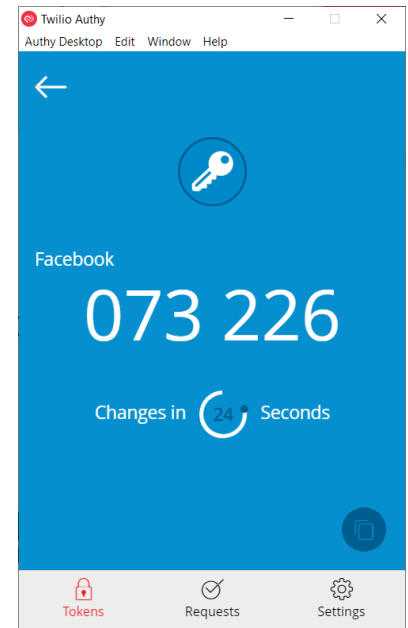 Twilio Authy
Authy Desktop Edit Window Help
Facebook
073 226
Changes in 24 Seconds
Tokens Requests Settings